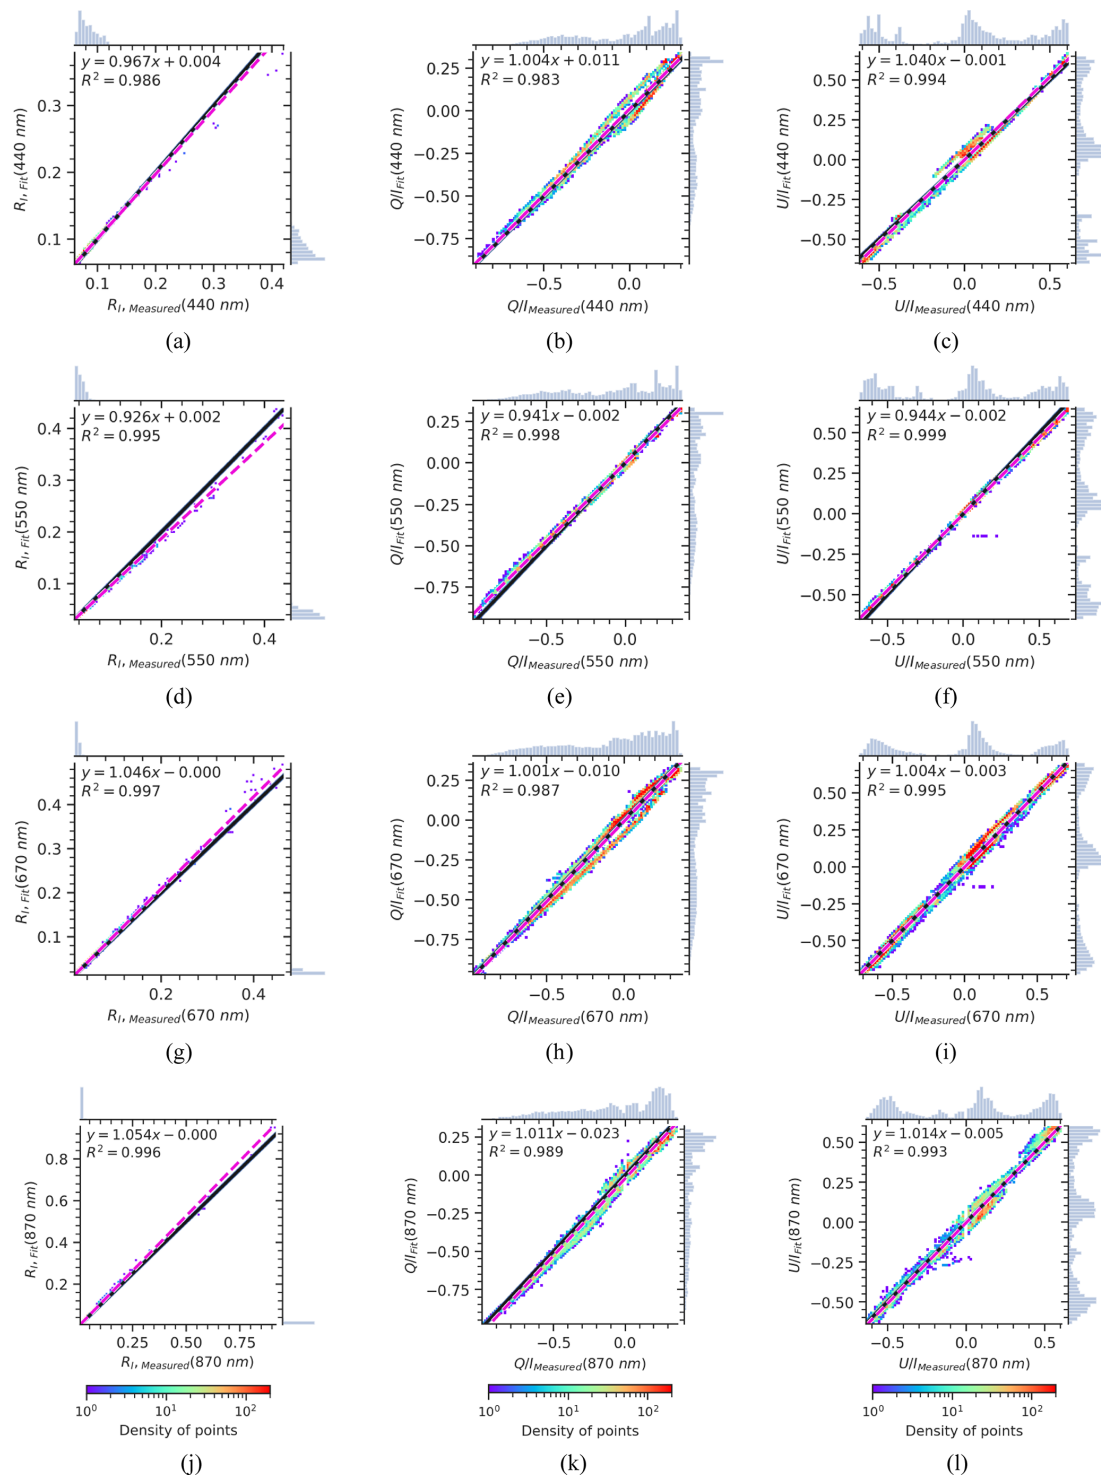 y = 0.967x + 0.004
R² = 0.986
0.3
0.2
0.1
R_I, Fit(440 nm)
0.1 0.2 0.3 0.4
R_I, Measured(440 nm)
(a)
y = 1.004x + 0.011
R² = 0.983
0.25
0.00
−0.25
−0.50
−0.75
Q/I_Fit(440 nm)
−0.5 0.0
Q/I_Measured(440 nm)
(b)
y = 1.040x − 0.001
R² = 0.994
0.50
0.25
0.00
−0.25
−0.50
U/I_Fit(440 nm)
−0.5 0.0 0.5
U/I_Measured(440 nm)
(c)
y = 0.926x + 0.002
R² = 0.995
0.4
0.3
0.2
0.1
R_I, Fit(550 nm)
0.2 0.4
R_I, Measured(550 nm)
(d)
y = 0.941x − 0.002
R² = 0.998
0.25
0.00
−0.25
−0.50
−0.75
Q/I_Fit(550 nm)
−0.5 0.0
Q/I_Measured(550 nm)
(e)
y = 0.944x − 0.002
R² = 0.999
0.50
0.25
0.00
−0.25
−0.50
U/I_Fit(550 nm)
−0.5 0.0 0.5
U/I_Measured(550 nm)
(f)
y = 1.046x − 0.000
R² = 0.997
0.4
0.3
0.2
0.1
R_I, Fit(670 nm)
0.2 0.4
R_I, Measured(670 nm)
(g)
y = 1.001x − 0.010
R² = 0.987
0.25
0.00
−0.25
−0.50
−0.75
Q/I_Fit(670 nm)
−0.5 0.0
Q/I_Measured(670 nm)
(h)
y = 1.004x − 0.003
R² = 0.995
0.50
0.25
0.00
−0.25
−0.50
U/I_Fit(670 nm)
−0.5 0.0 0.5
U/I_Measured(670 nm)
(i)
y = 1.054x − 0.000
R² = 0.996
0.8
0.6
0.4
0.2
R_I, Fit(870 nm)
0.25 0.50 0.75
R_I, Measured(870 nm)
10⁰ 10¹ 10²
Density of points
(j)
y = 1.011x − 0.023
R² = 0.989
0.25
0.00
−0.25
−0.50
−0.75
Q/I_Fit(870 nm)
−0.5 0.0
Q/I_Measured(870 nm)
10⁰ 10¹ 10²
Density of points
(k)
y = 1.014x − 0.005
R² = 0.993
0.50
0.25
0.00
−0.25
−0.50
U/I_Fit(870 nm)
−0.5 0.0 0.5
U/I_Measured(870 nm)
10⁰ 10¹ 10²
Density of points
(l)